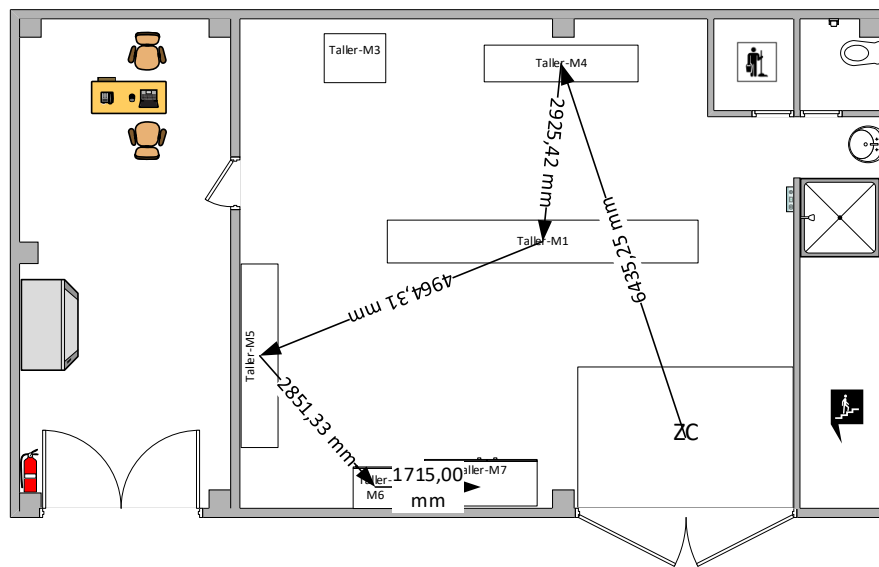 Taller-M3
Taller-M4
2925,42 mm
Taller-M1
6435,25 mm
4964,31 mm
Taller-M5
2851,33 mm
ZC
Taller-
M6
1715,00
mm
aller-M7